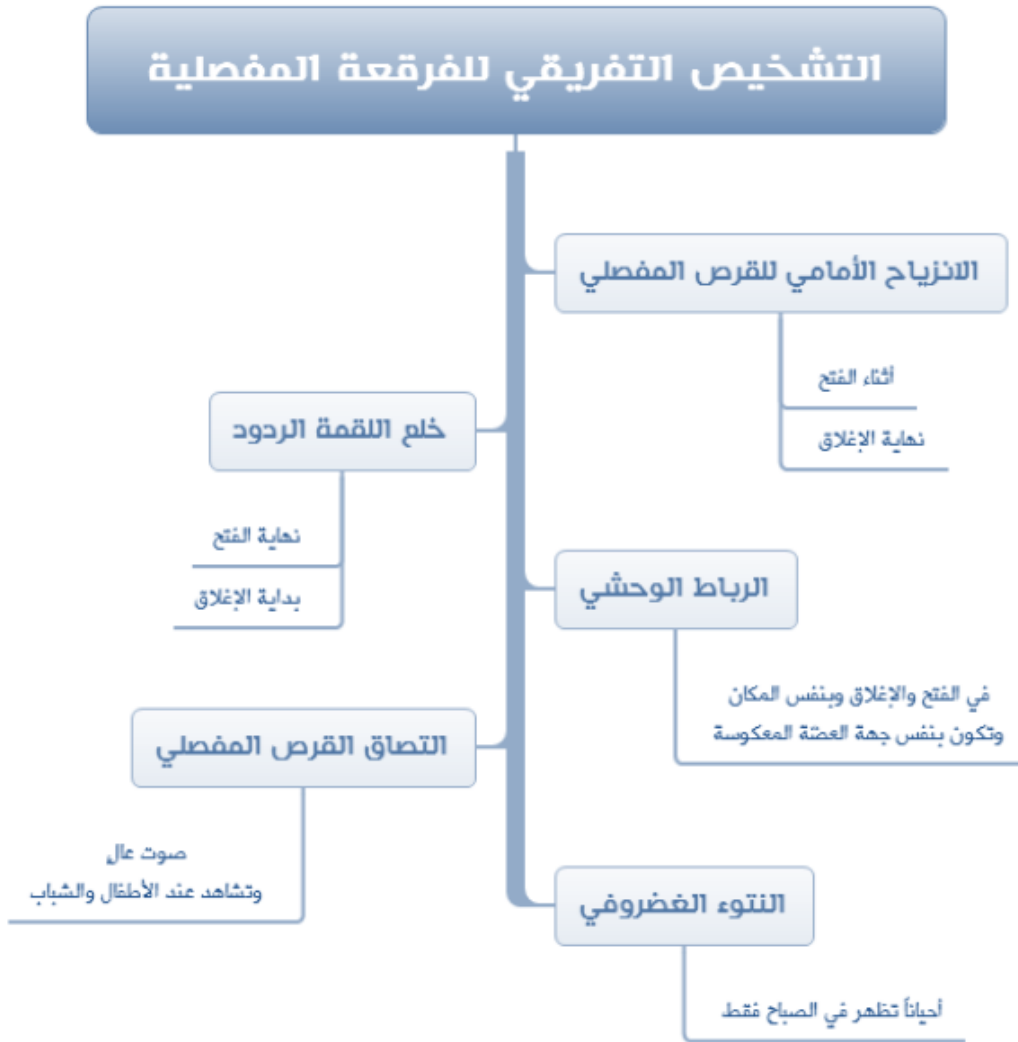 التشخيص التفريقي للفرقعة المفصلية
الانزياح الأمامي للقرص المفصلي
أثناء الفتح
نهاية الإغلاق
خلع اللقمة الردود
نهاية الفتح
بداية الإغلاق
الرباط الوحشي
في الفتح والإغلاق وبنفس المكان
وتكون بنفس جهة العضّة المعكوسة
التصاق القرص المفصلي
صوت عالٍ
وتشاهد عند الأطفال والشباب
النتوء الغضروفي
أحياناً تظهر في الصباح فقط